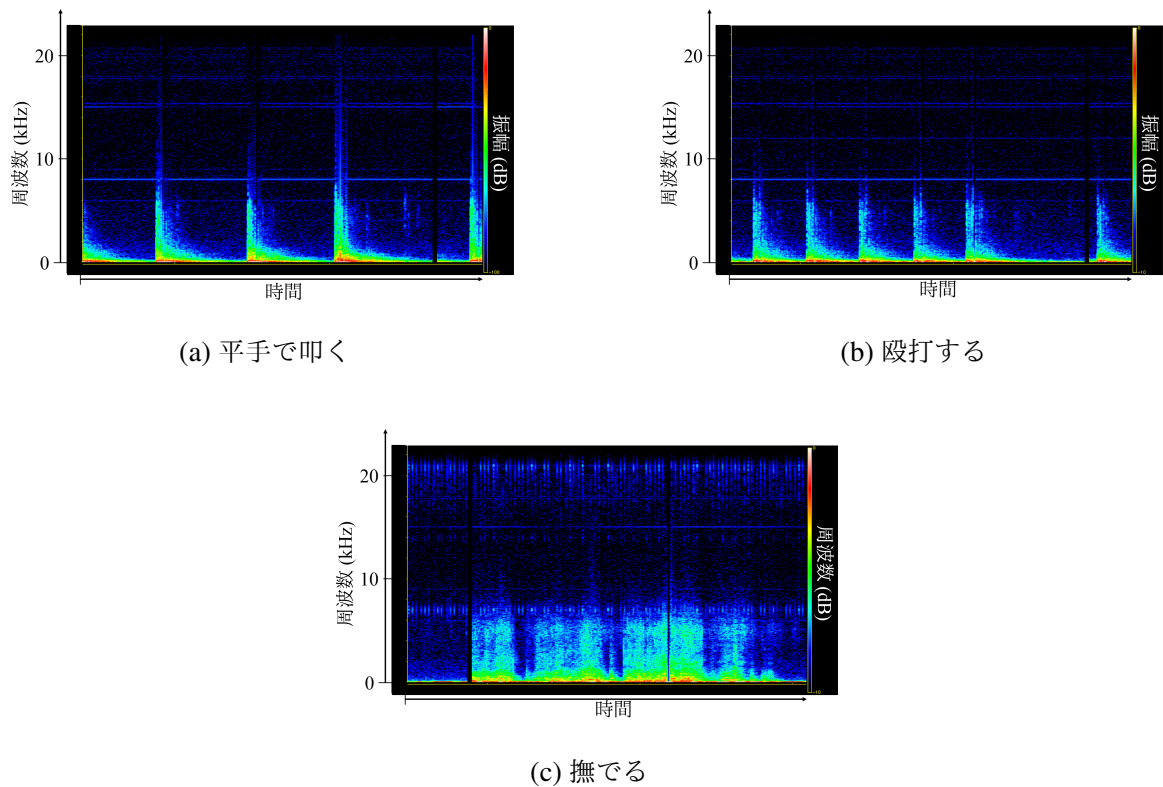 20
10
0
周波数 (kHz)
振幅 (dB)
時間
(a) 平手で叩く
20
10
0
周波数 (kHz)
振幅 (dB)
時間
(b) 殴打する
20
10
0
周波数 (kHz)
周波数 (dB)
時間
(c) 撫でる